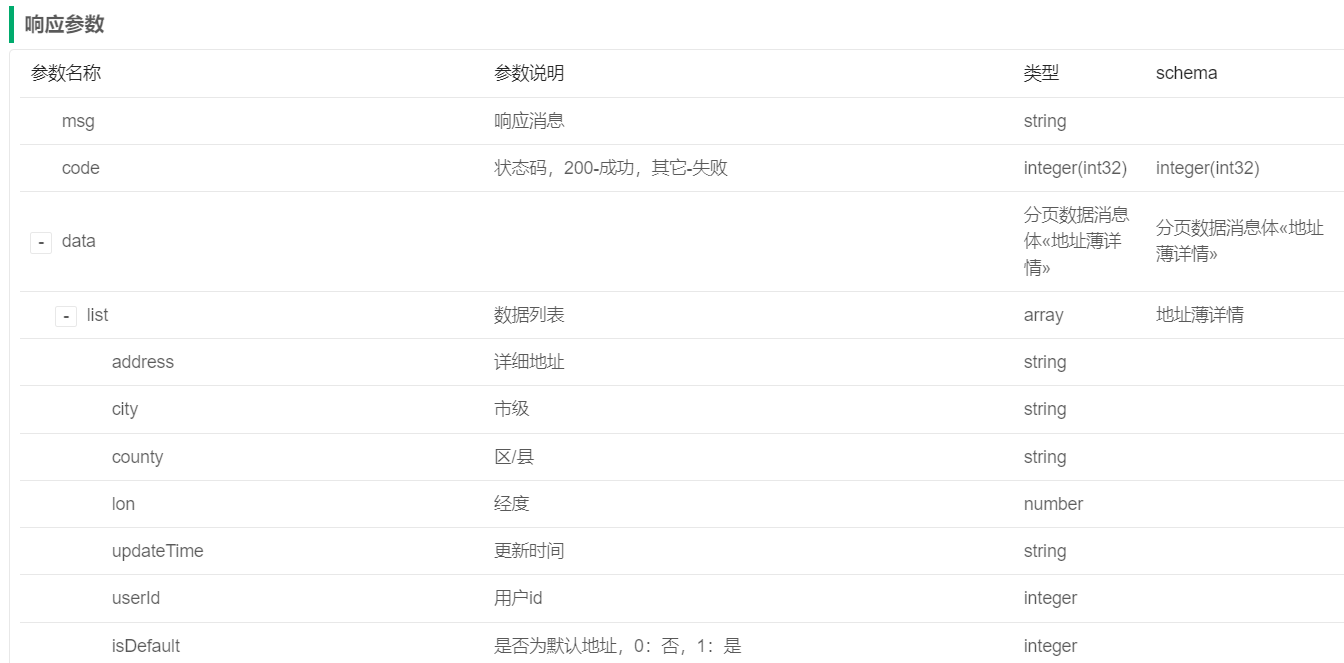 响应参数
参数名称 参数说明 类型 schema
msg 响应消息 string
code 状态码，200-成功，其它-失败 integer(int32) integer(int32)
- data 分页数据消息体«地址薄详情» 分页数据消息体«地址薄详情»
- list 数据列表 array 地址薄详情
address 详细地址 string
city 市级 string
county 区/县 string
lon 经度 number
updateTime 更新时间 string
userId 用户id integer
isDefault 是否为默认地址，0：否，1：是 integer